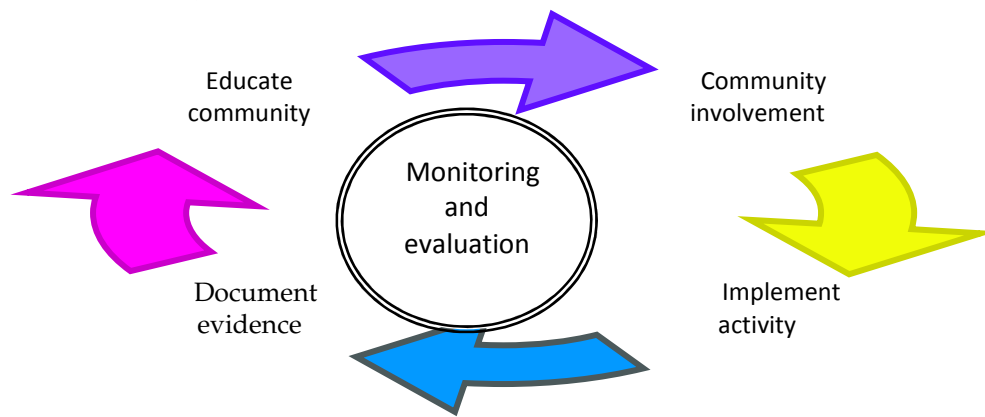 Educate
community
Community
involvement
Monitoring
and
evaluation
Document
evidence
Implement
activity